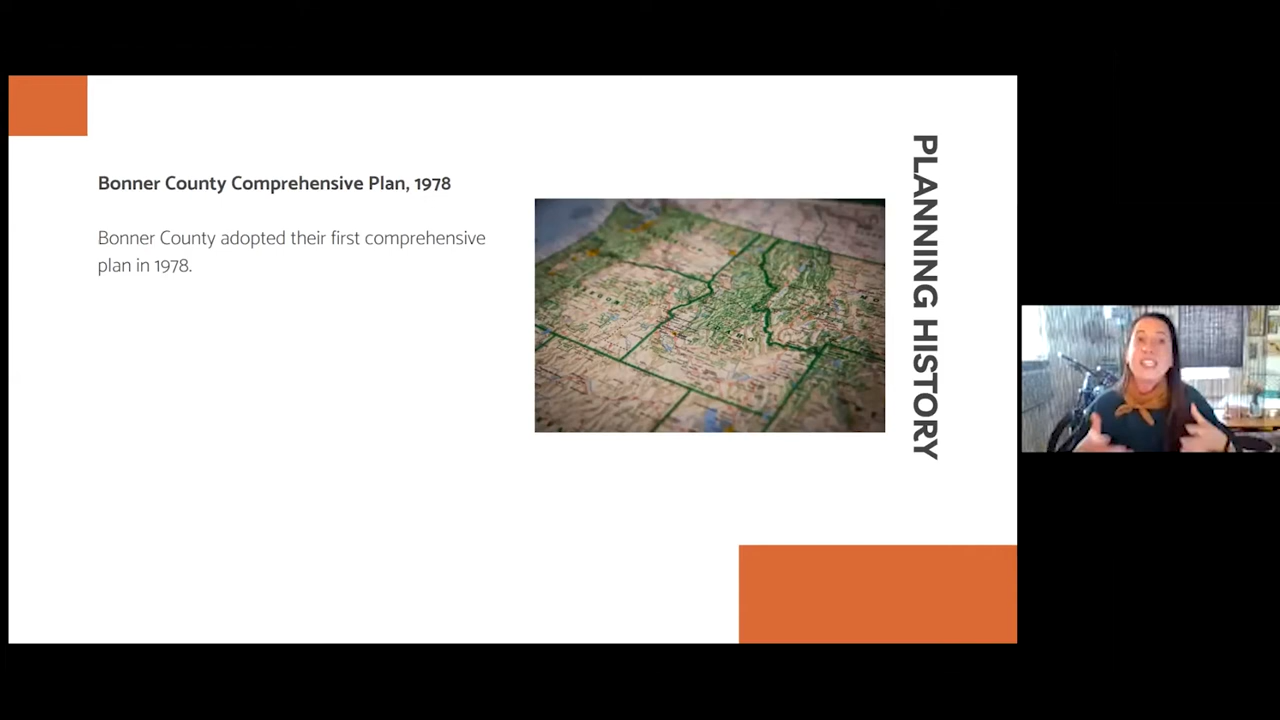 Bonner County Comprehensive Plan, 1978
Bonner County adopted their first comprehensive
plan in 1978.
PLANNING HISTORY